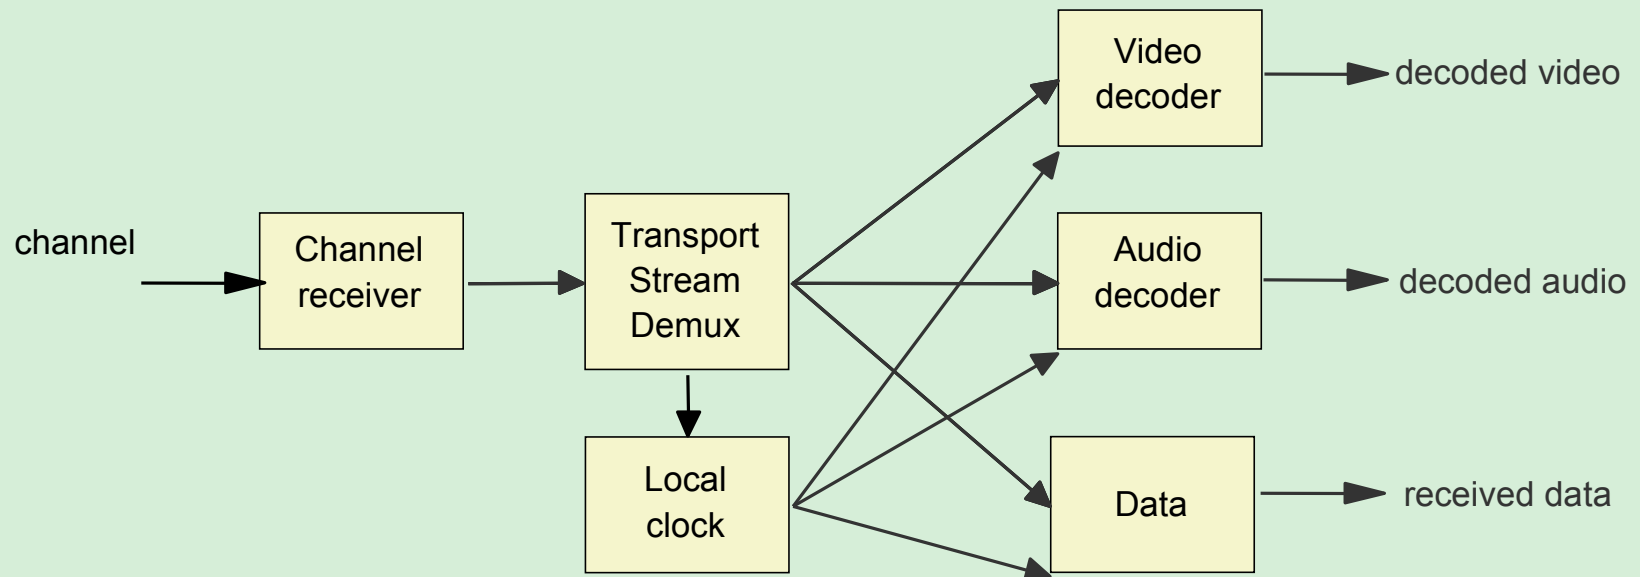 channel
Channel
receiver
Transport
Stream
Demux
Local
clock
Video
decoder
decoded video
Audio
decoder
decoded audio
Data
received data